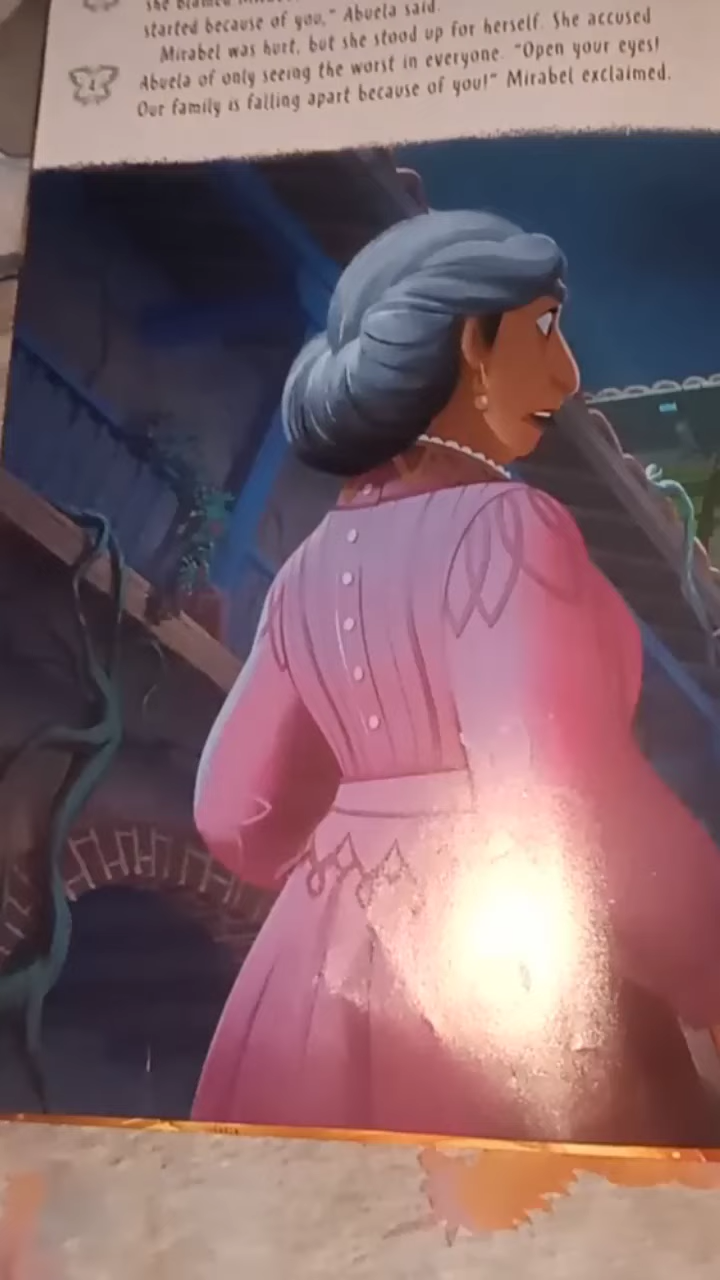 she blamed
started because of you," Abuela said.
Mirabel was hurt, but she stood up for herself. She accused
Abuela of only seeing the worst in everyone. "Open your eyes!
Our family is falling apart because of you!" Mirabel exclaimed.